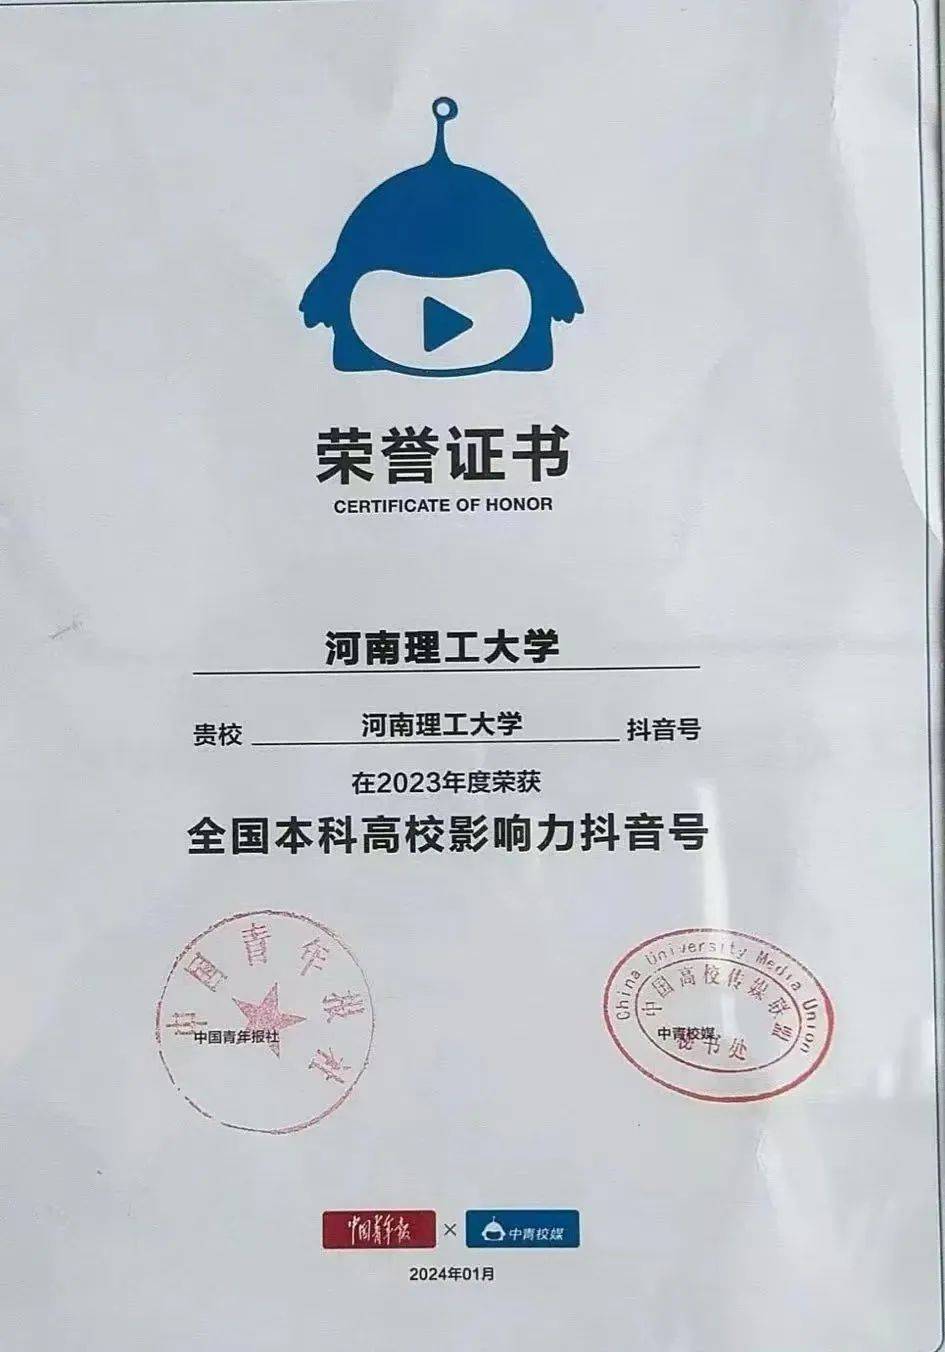 荣誉证书
CERTIFICATE OF HONOR
河南理工大学
贵校 河南理工大学 抖音号
在2023年度荣获
全国本科高校影响力抖音号
中国青年报社
中国青年报社
China University Media Union
中国高校传媒联盟
中青校媒
秘书处
中国青年报 × 中青校媒
2024年01月